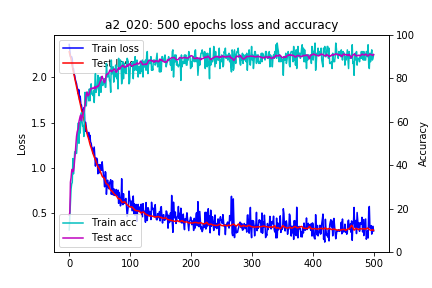 a2_020: 500 epochs loss and accuracy
Train loss
Test loss
Train acc
Test acc
Loss
2.0
1.5
1.0
0.5
Accuracy
100
80
60
40
20
0
0
100
200
300
400
500